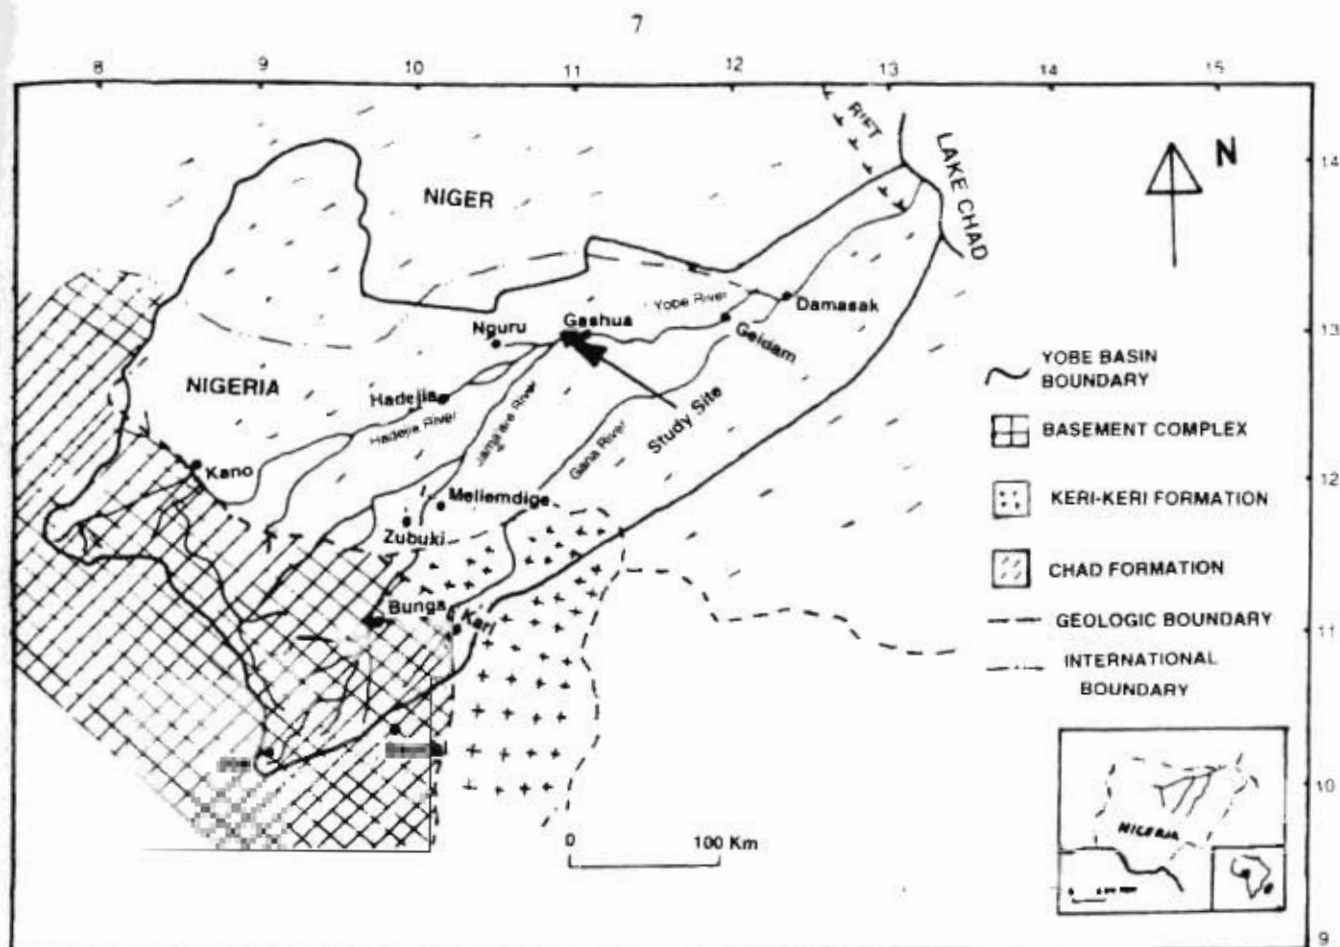 7
8 9 10 11 12 13 14 15
RIFT
LAKE CHAD
N
14
NIGER
Yobe River
Damasak
Nguru
Gashua
Geidam
13
NIGERIA
Hadejia
Hadejia River
Jama'are River
Gana River
Study Site
Kano
Mellemdige
Zubuki
12
Bunga
Kari
11
YOBE BASIN
BOUNDARY
BASEMENT COMPLEX
KERI-KERI FORMATION
CHAD FORMATION
GEOLOGIC BOUNDARY
INTERNATIONAL
BOUNDARY
10
0 100 Km
NIGERIA
9